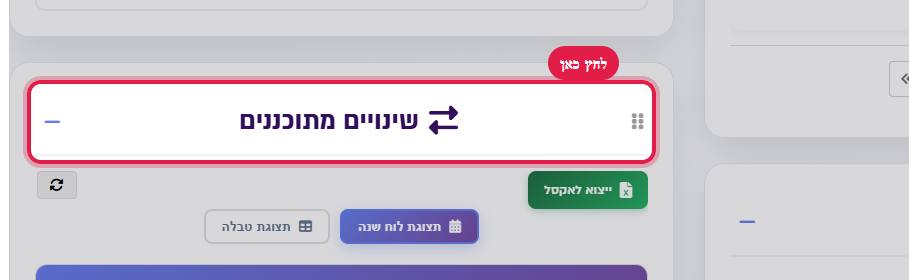 לחץ כאן
שינויים מתוכננים
ייצוא לאקסל
תצוגת לוח שנה
תצוגת טבלה